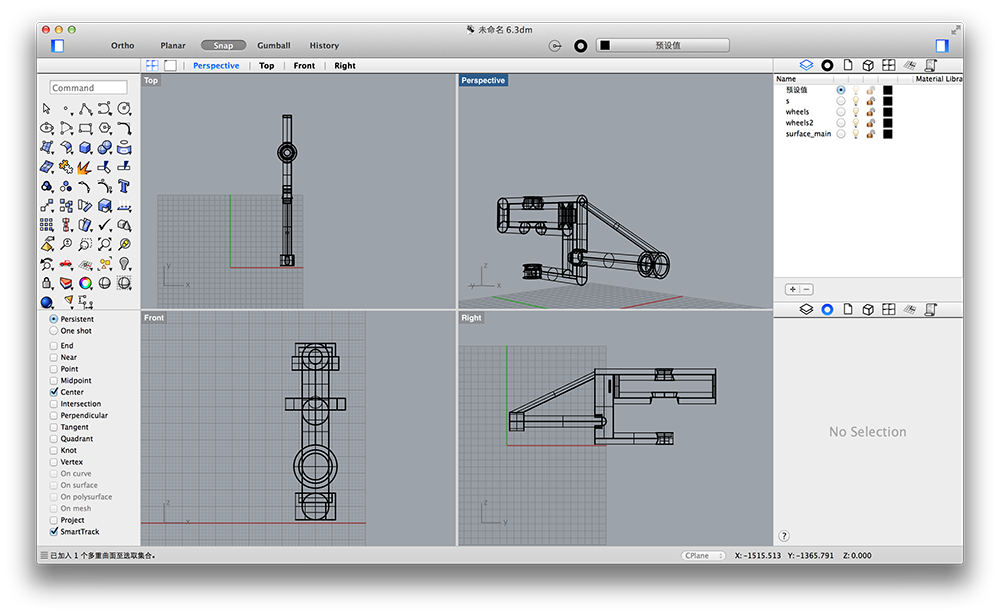 未命名 6.3dm
Ortho Planar Snap Gumball History 预设值
Perspective Top Front Right
Command
Top
Perspective
Front
Right
Name Material Libra
预设值
s
wheels
wheels2
surface_main
Persistent
One shot
End
Near
Point
Midpoint
Center
Intersection
Perpendicular
Tangent
Quadrant
Knot
Vertex
On curve
On surface
On polysurface
On mesh
Project
SmartTrack
z
x
y
x
z
y
z
x
z
y
No Selection
?
已加入 1 个多重曲面至选取集合。
CPlane X: -1515.513 Y: -1365.791 Z: 0.000